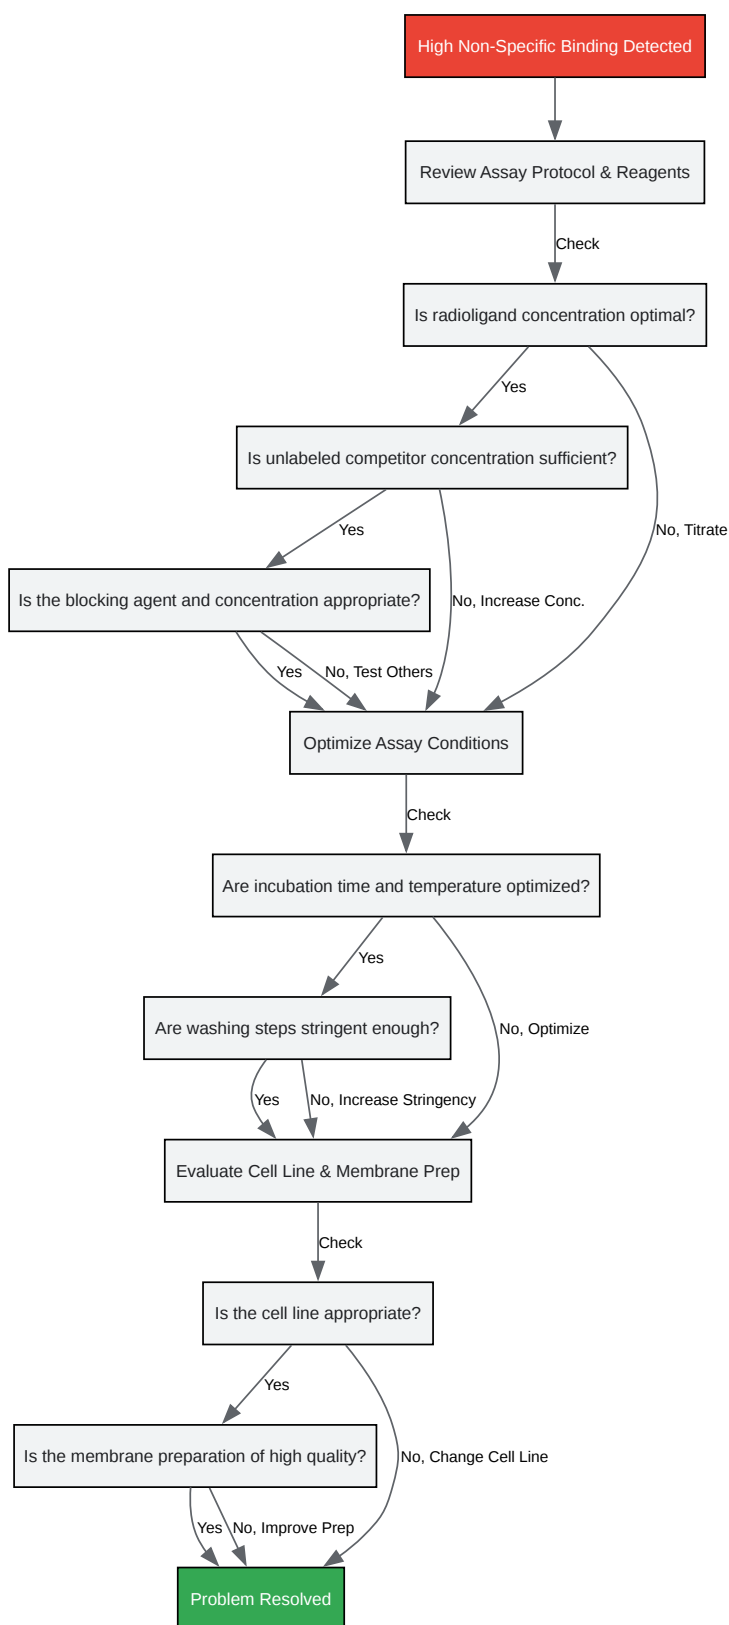 High Non-Specific Binding Detected
Review Assay Protocol & Reagents
Check
Is radioligand concentration optimal?
Yes
Is unlabeled competitor concentration sufficient?
No, Titrate
Yes
Is the blocking agent and concentration appropriate?
No, Increase Conc.
Yes
No, Test Others
Optimize Assay Conditions
Check
Are incubation time and temperature optimized?
Yes
Are washing steps stringent enough?
No, Optimize
Yes
No, Increase Stringency
Evaluate Cell Line & Membrane Prep
Check
Is the cell line appropriate?
Yes
Is the membrane preparation of high quality?
No, Change Cell Line
Yes
No, Improve Prep
Problem Resolved